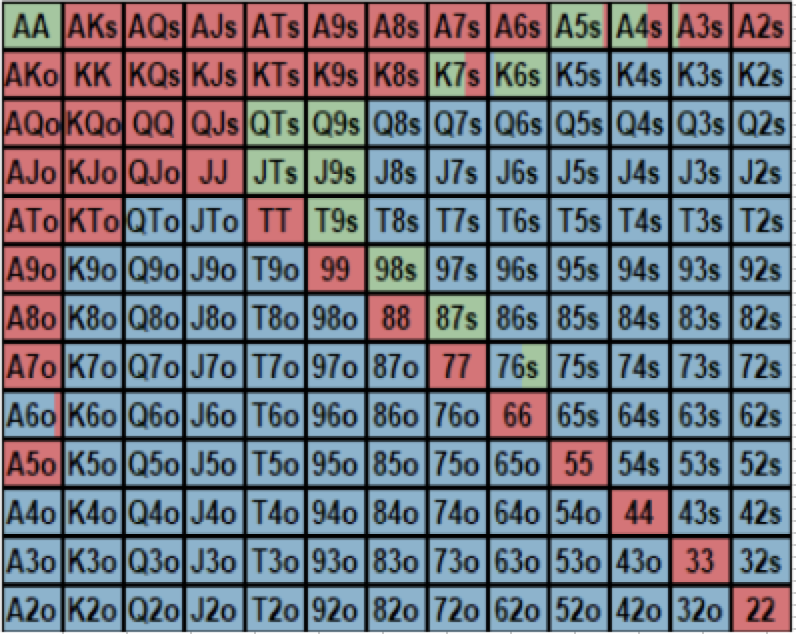 AA AKs AQs AJs ATs A9s A8s A7s A6s A5s A4s A3s A2s
AKo KK KQs KJs KTs K9s K8s K7s K6s K5s K4s K3s K2s
AQo KQo QQ QJs QTs Q9s Q8s Q7s Q6s Q5s Q4s Q3s Q2s
AJo KJo QJo JJ JTs J9s J8s J7s J6s J5s J4s J3s J2s
ATo KTo QTo JTo TT T9s T8s T7s T6s T5s T4s T3s T2s
A9o K9o Q9o J9o T9o 99 98s 97s 96s 95s 94s 93s 92s
A8o K8o Q8o J8o T8o 98o 88 87s 86s 85s 84s 83s 82s
A7o K7o Q7o J7o T7o 97o 87o 77 76s 75s 74s 73s 72s
A6o K6o Q6o J6o T6o 96o 86o 76o 66 65s 64s 63s 62s
A5o K5o Q5o J5o T5o 95o 85o 75o 65o 55 54s 53s 52s
A4o K4o Q4o J4o T4o 94o 84o 74o 64o 54o 44 43s 42s
A3o K3o Q3o J3o T3o 93o 83o 73o 63o 53o 43o 33 32s
A2o K2o Q2o J2o T2o 92o 82o 72o 62o 52o 42o 32o 22